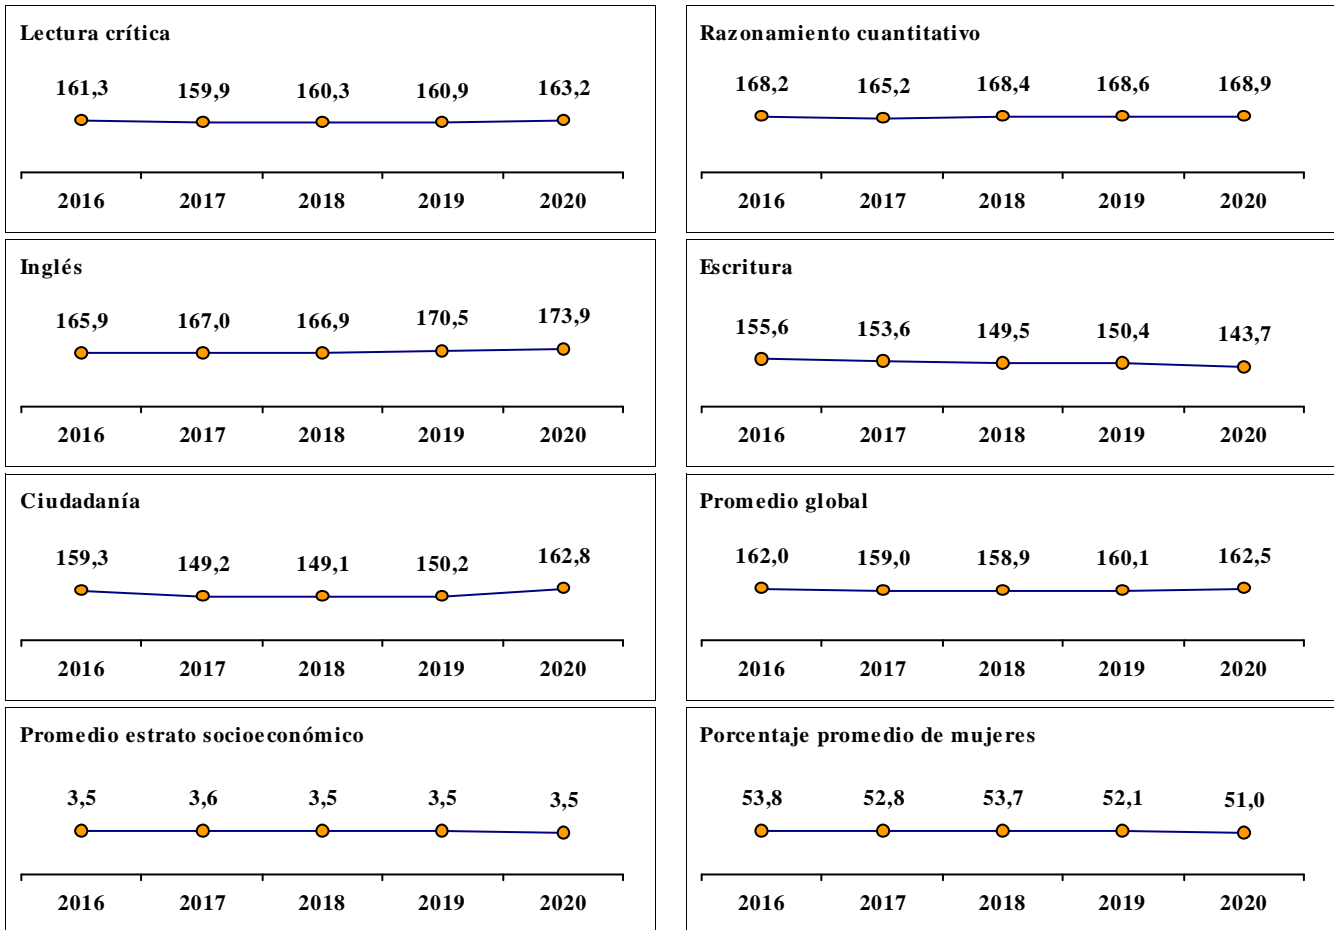 Lectura crítica
161,3 159,9 160,3 160,9 163,2
2016 2017 2018 2019 2020
Razonamiento cuantitativo
168,2 165,2 168,4 168,6 168,9
2016 2017 2018 2019 2020
Inglés
165,9 167,0 166,9 170,5 173,9
2016 2017 2018 2019 2020
Escritura
155,6 153,6 149,5 150,4 143,7
2016 2017 2018 2019 2020
Ciudadanía
159,3 149,2 149,1 150,2 162,8
2016 2017 2018 2019 2020
Promedio global
162,0 159,0 158,9 160,1 162,5
2016 2017 2018 2019 2020
Promedio estrato socioeconómico
3,5 3,6 3,5 3,5 3,5
2016 2017 2018 2019 2020
Porcentaje promedio de mujeres
53,8 52,8 53,7 52,1 51,0
2016 2017 2018 2019 2020